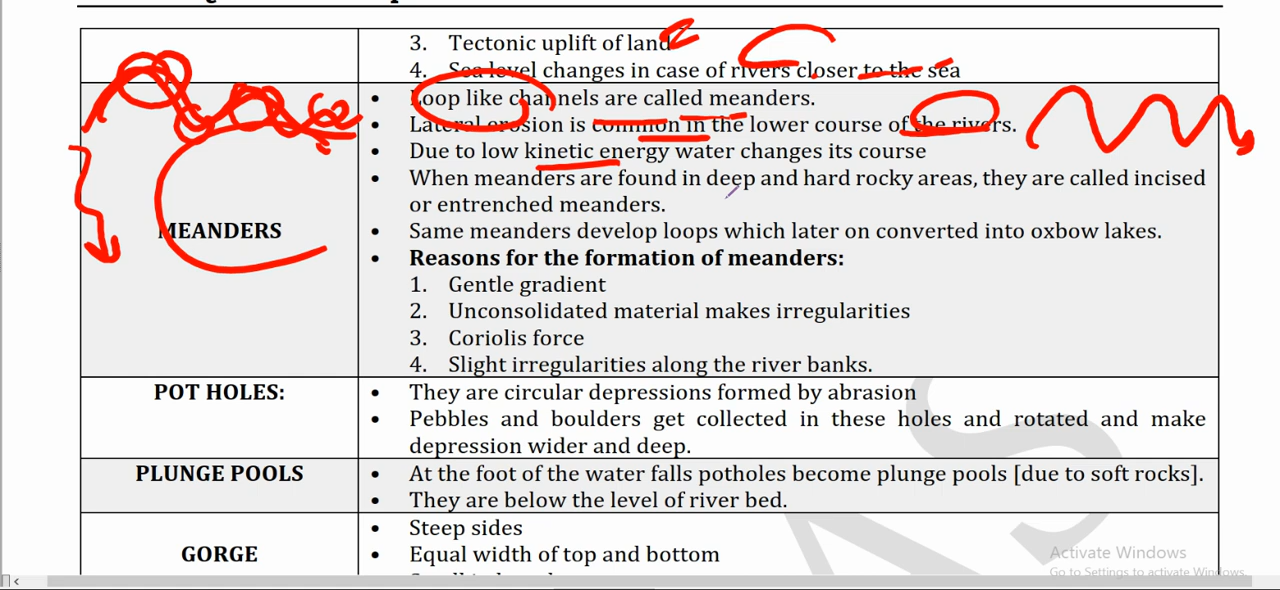 3. Tectonic uplift of land
4. Sea level changes in case of rivers closer to the sea
• Loop like channels are called meanders.
• Lateral erosion is common in the lower course of the rivers.
• Due to low kinetic energy water changes its course
• When meanders are found in deep and hard rocky areas, they are called incised
or entrenched meanders.
MEANDERS
• Same meanders develop loops which later on converted into oxbow lakes.
• Reasons for the formation of meanders:
1. Gentle gradient
2. Unconsolidated material makes irregularities
3. Coriolis force
4. Slight irregularities along the river banks.
POT HOLES:
• They are circular depressions formed by abrasion
• Pebbles and boulders get collected in these holes and rotated and make
depression wider and deep.
PLUNGE POOLS
• At the foot of the water falls potholes become plunge pools [due to soft rocks].
• They are below the level of river bed.
• Steep sides
GORGE
• Equal width of top and bottom
Activate Windows
Go to Settings to activate Windows.